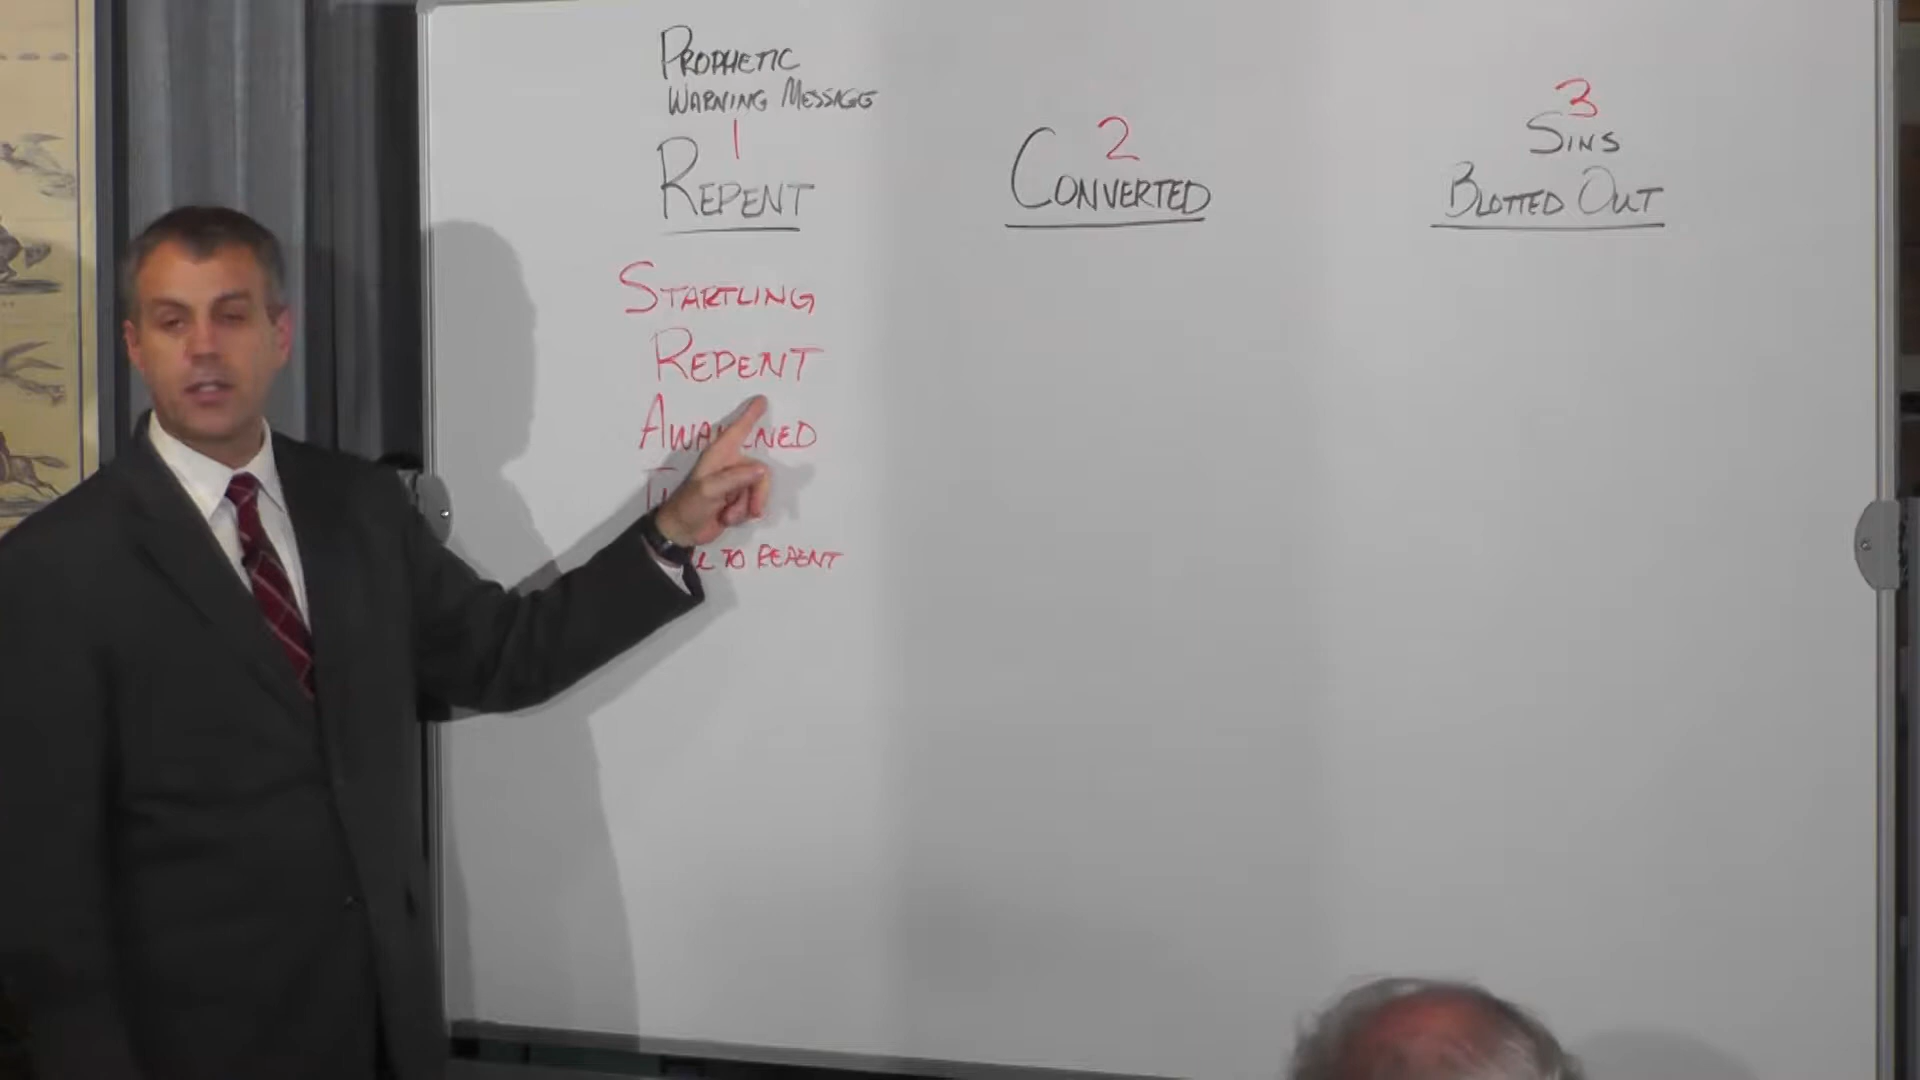 PROPHETIC
WARNING MESSAGE
1
REPENT
STARTLING
REPENT
TO REPENT
2
CONVERTED
3
SINS
BLOTTED OUT